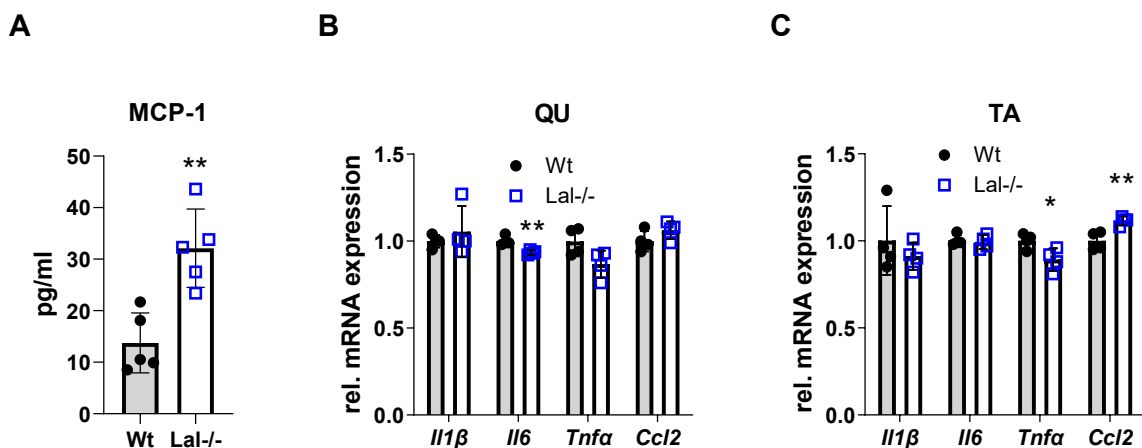 A
MCP-1
**
pg/ml
50
40
30
20
10
0
Wt Lal-/-
B
QU
Wt
Lal-/-
**
rel. mRNA expression
1.5
1.0
0.5
0.0
Il1β Il6 Tnfα Ccl2
C
TA
Wt
Lal-/-
*
**
rel. mRNA expression
1.5
1.0
0.5
0.0
Il1β Il6 Tnfα Ccl2